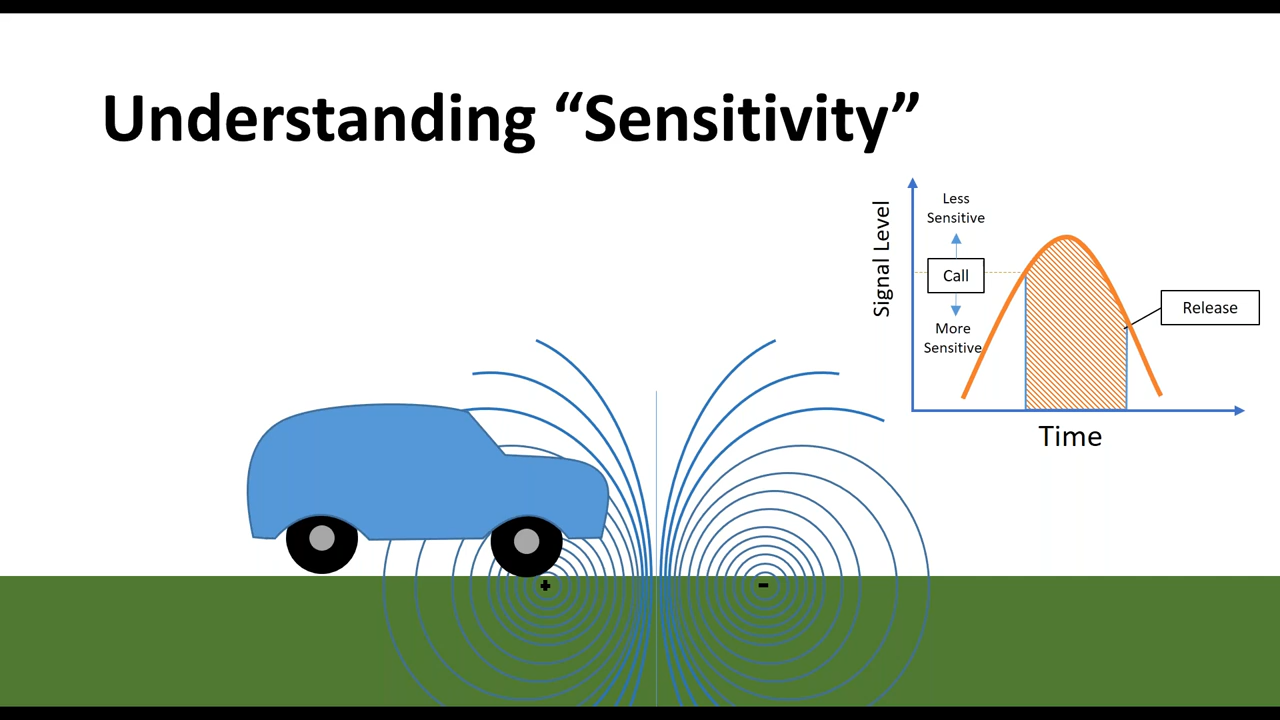 Understanding “Sensitivity”
Signal Level
Less
Sensitive
Call
More
Sensitive
Release
Time
+
-